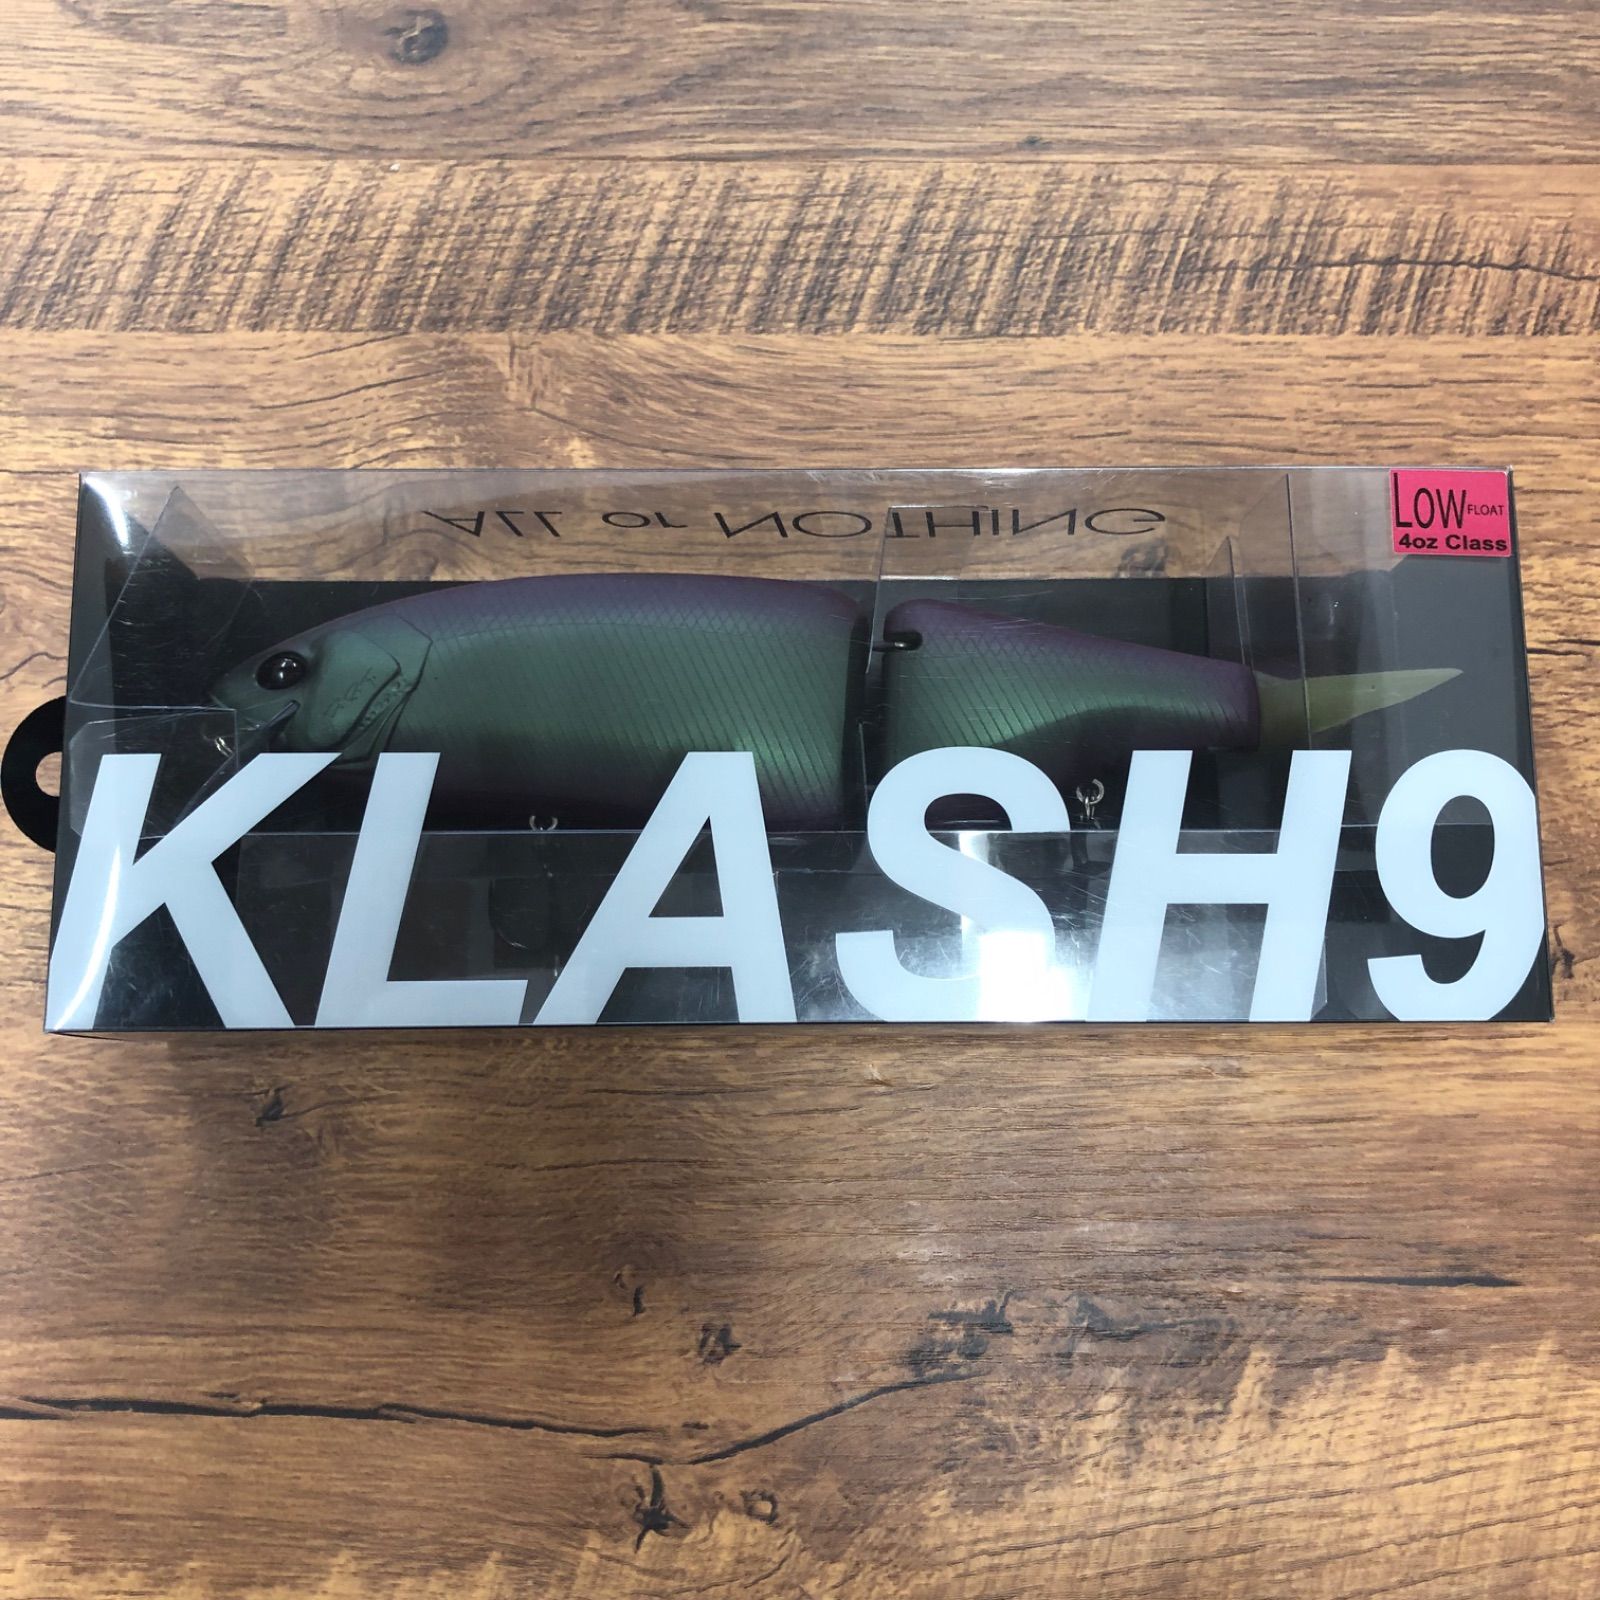 ALL or NOTHiNG
LOW FLOAT
4oz Class
KLASH9